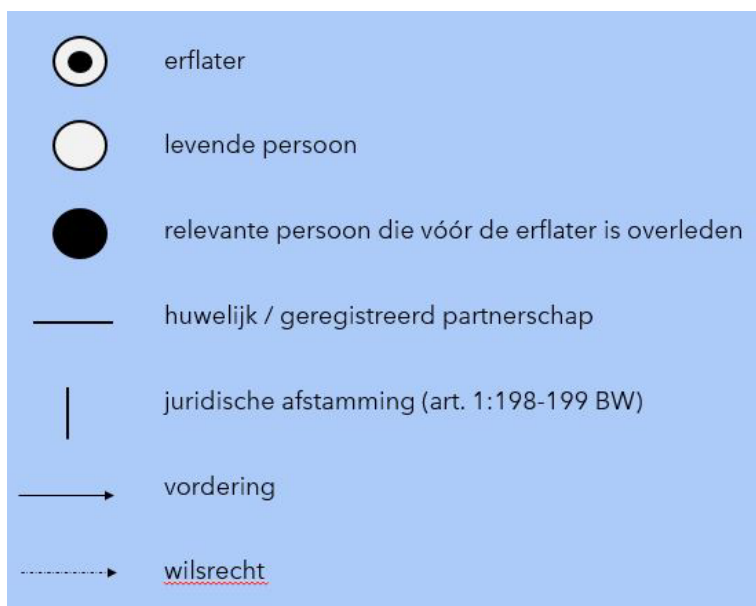 erflater
levende persoon
relevante persoon die vóór de erflater is overleden
huwelijk / geregistreerd partnerschap
juridische afstamming (art. 1:198-199 BW)
vordering
wilsrecht